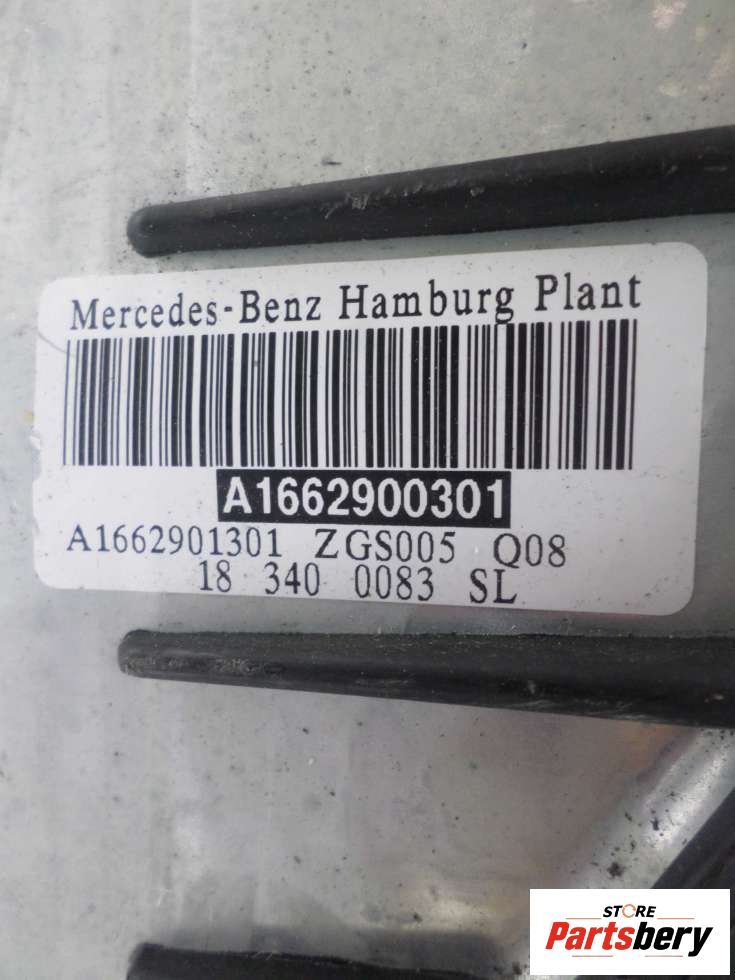 Mercedes-Benz Hamburg Plant
A1662900301
A1662901301 ZGS005 Q08
18 340 0083 SL
STORE
Partsbery